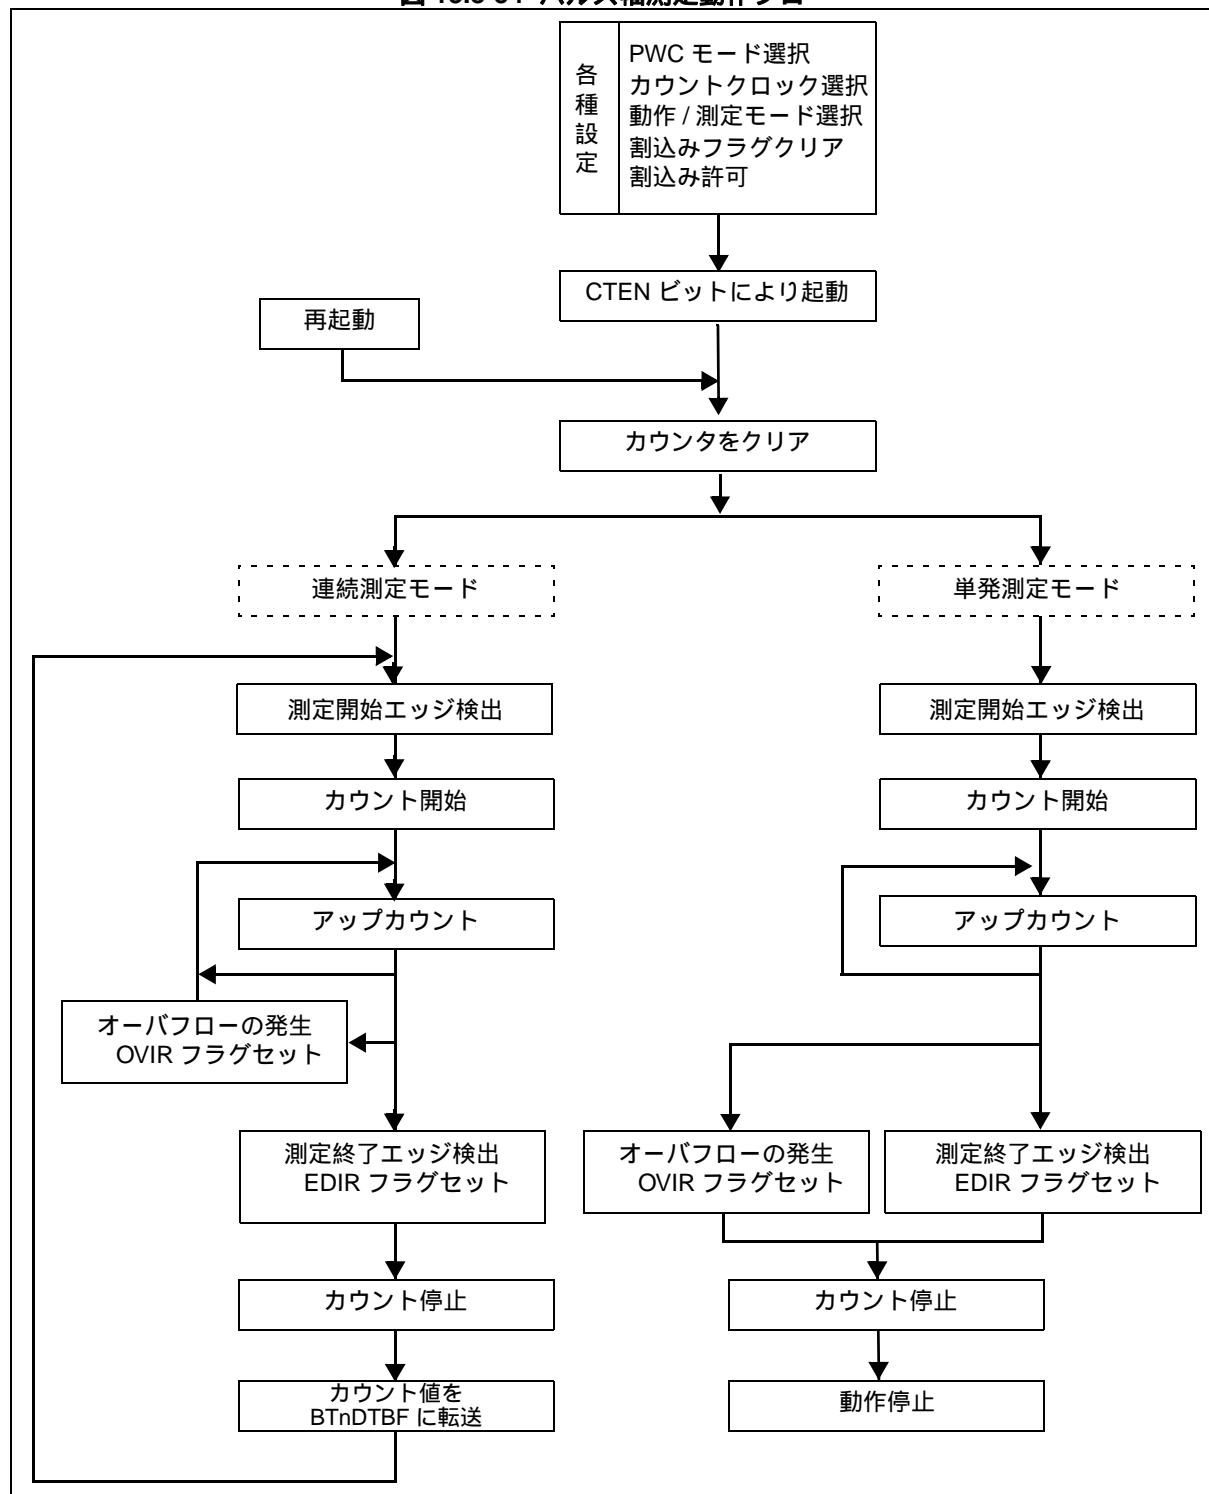 各種設定
PWC モード選択
カウントクロック選択
動作 / 測定モード選択
割込みフラグクリア
割込み許可
CTEN ビットにより起動
再起動
カウンタをクリア
連続測定モード
単発測定モード
測定開始エッジ検出
測定開始エッジ検出
カウント開始
カウント開始
アップカウント
アップカウント
オーバフローの発生
OVIR フラグセット
測定終了エッジ検出
EDIR フラグセット
オーバフローの発生
OVIR フラグセット
測定終了エッジ検出
EDIR フラグセット
カウント停止
カウント停止
カウント値を
BTnDTBF に転送
動作停止